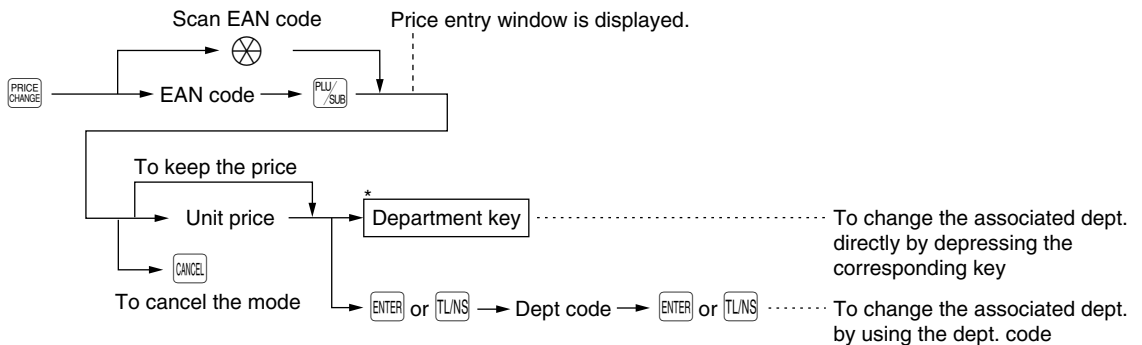 Scan EAN code
Price entry window is displayed.
PRICE CHANGE
EAN code
PLU/SUB
To keep the price
*
Unit price
Department key
To change the associated dept.
directly by depressing the
corresponding key
CANCEL
To cancel the mode
ENTER or TL/NS Dept code ENTER or TL/NS
To change the associated dept.
by using the dept. code